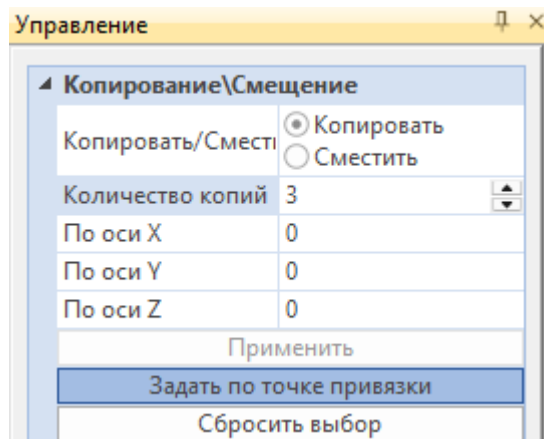 Управление
Копирование\Смещение
Копировать/Смест
Копировать
Сместить
Количество копий 3
По оси X 0
По оси Y 0
По оси Z 0
Применить
Задать по точке привязки
Сбросить выбор